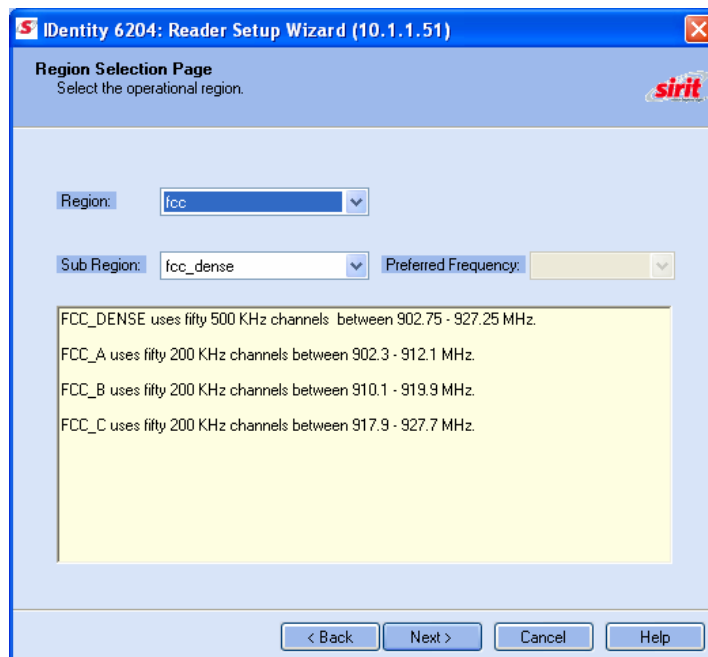 IDentity 6204: Reader Setup Wizard (10.1.1.51)
Region Selection Page
Select the operational region.
sirit
Region: fcc
Sub Region: fcc_dense Preferred Frequency:
FCC_DENSE uses fifty 500 KHz channels between 902.75 - 927.25 MHz.
FCC_A uses fifty 200 KHz channels between 902.3 - 912.1 MHz.
FCC_B uses fifty 200 KHz channels between 910.1 - 919.9 MHz.
FCC_C uses fifty 200 KHz channels between 917.9 - 927.7 MHz.
< Back Next > Cancel Help